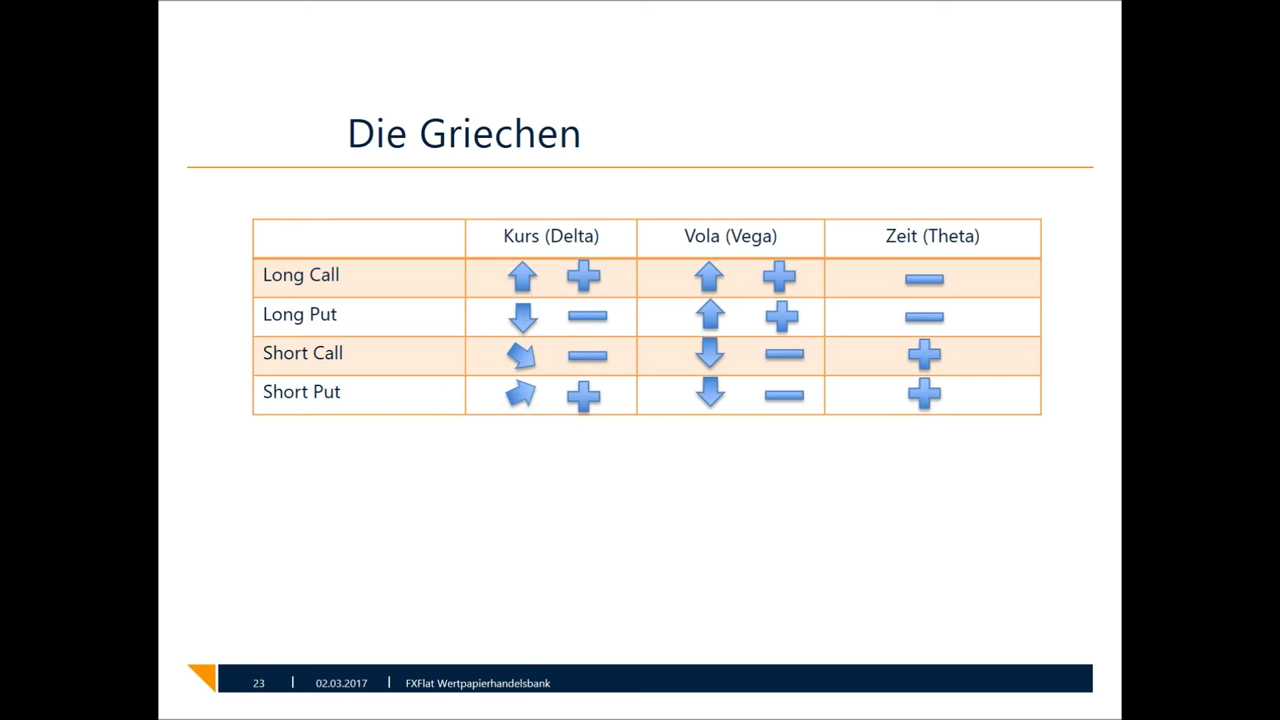 Die Griechen
Kurs (Delta) Vola (Vega) Zeit (Theta)
Long Call
Long Put
Short Call
Short Put
23 | 02.03.2017 | FXFlat Wertpapierhandelsbank